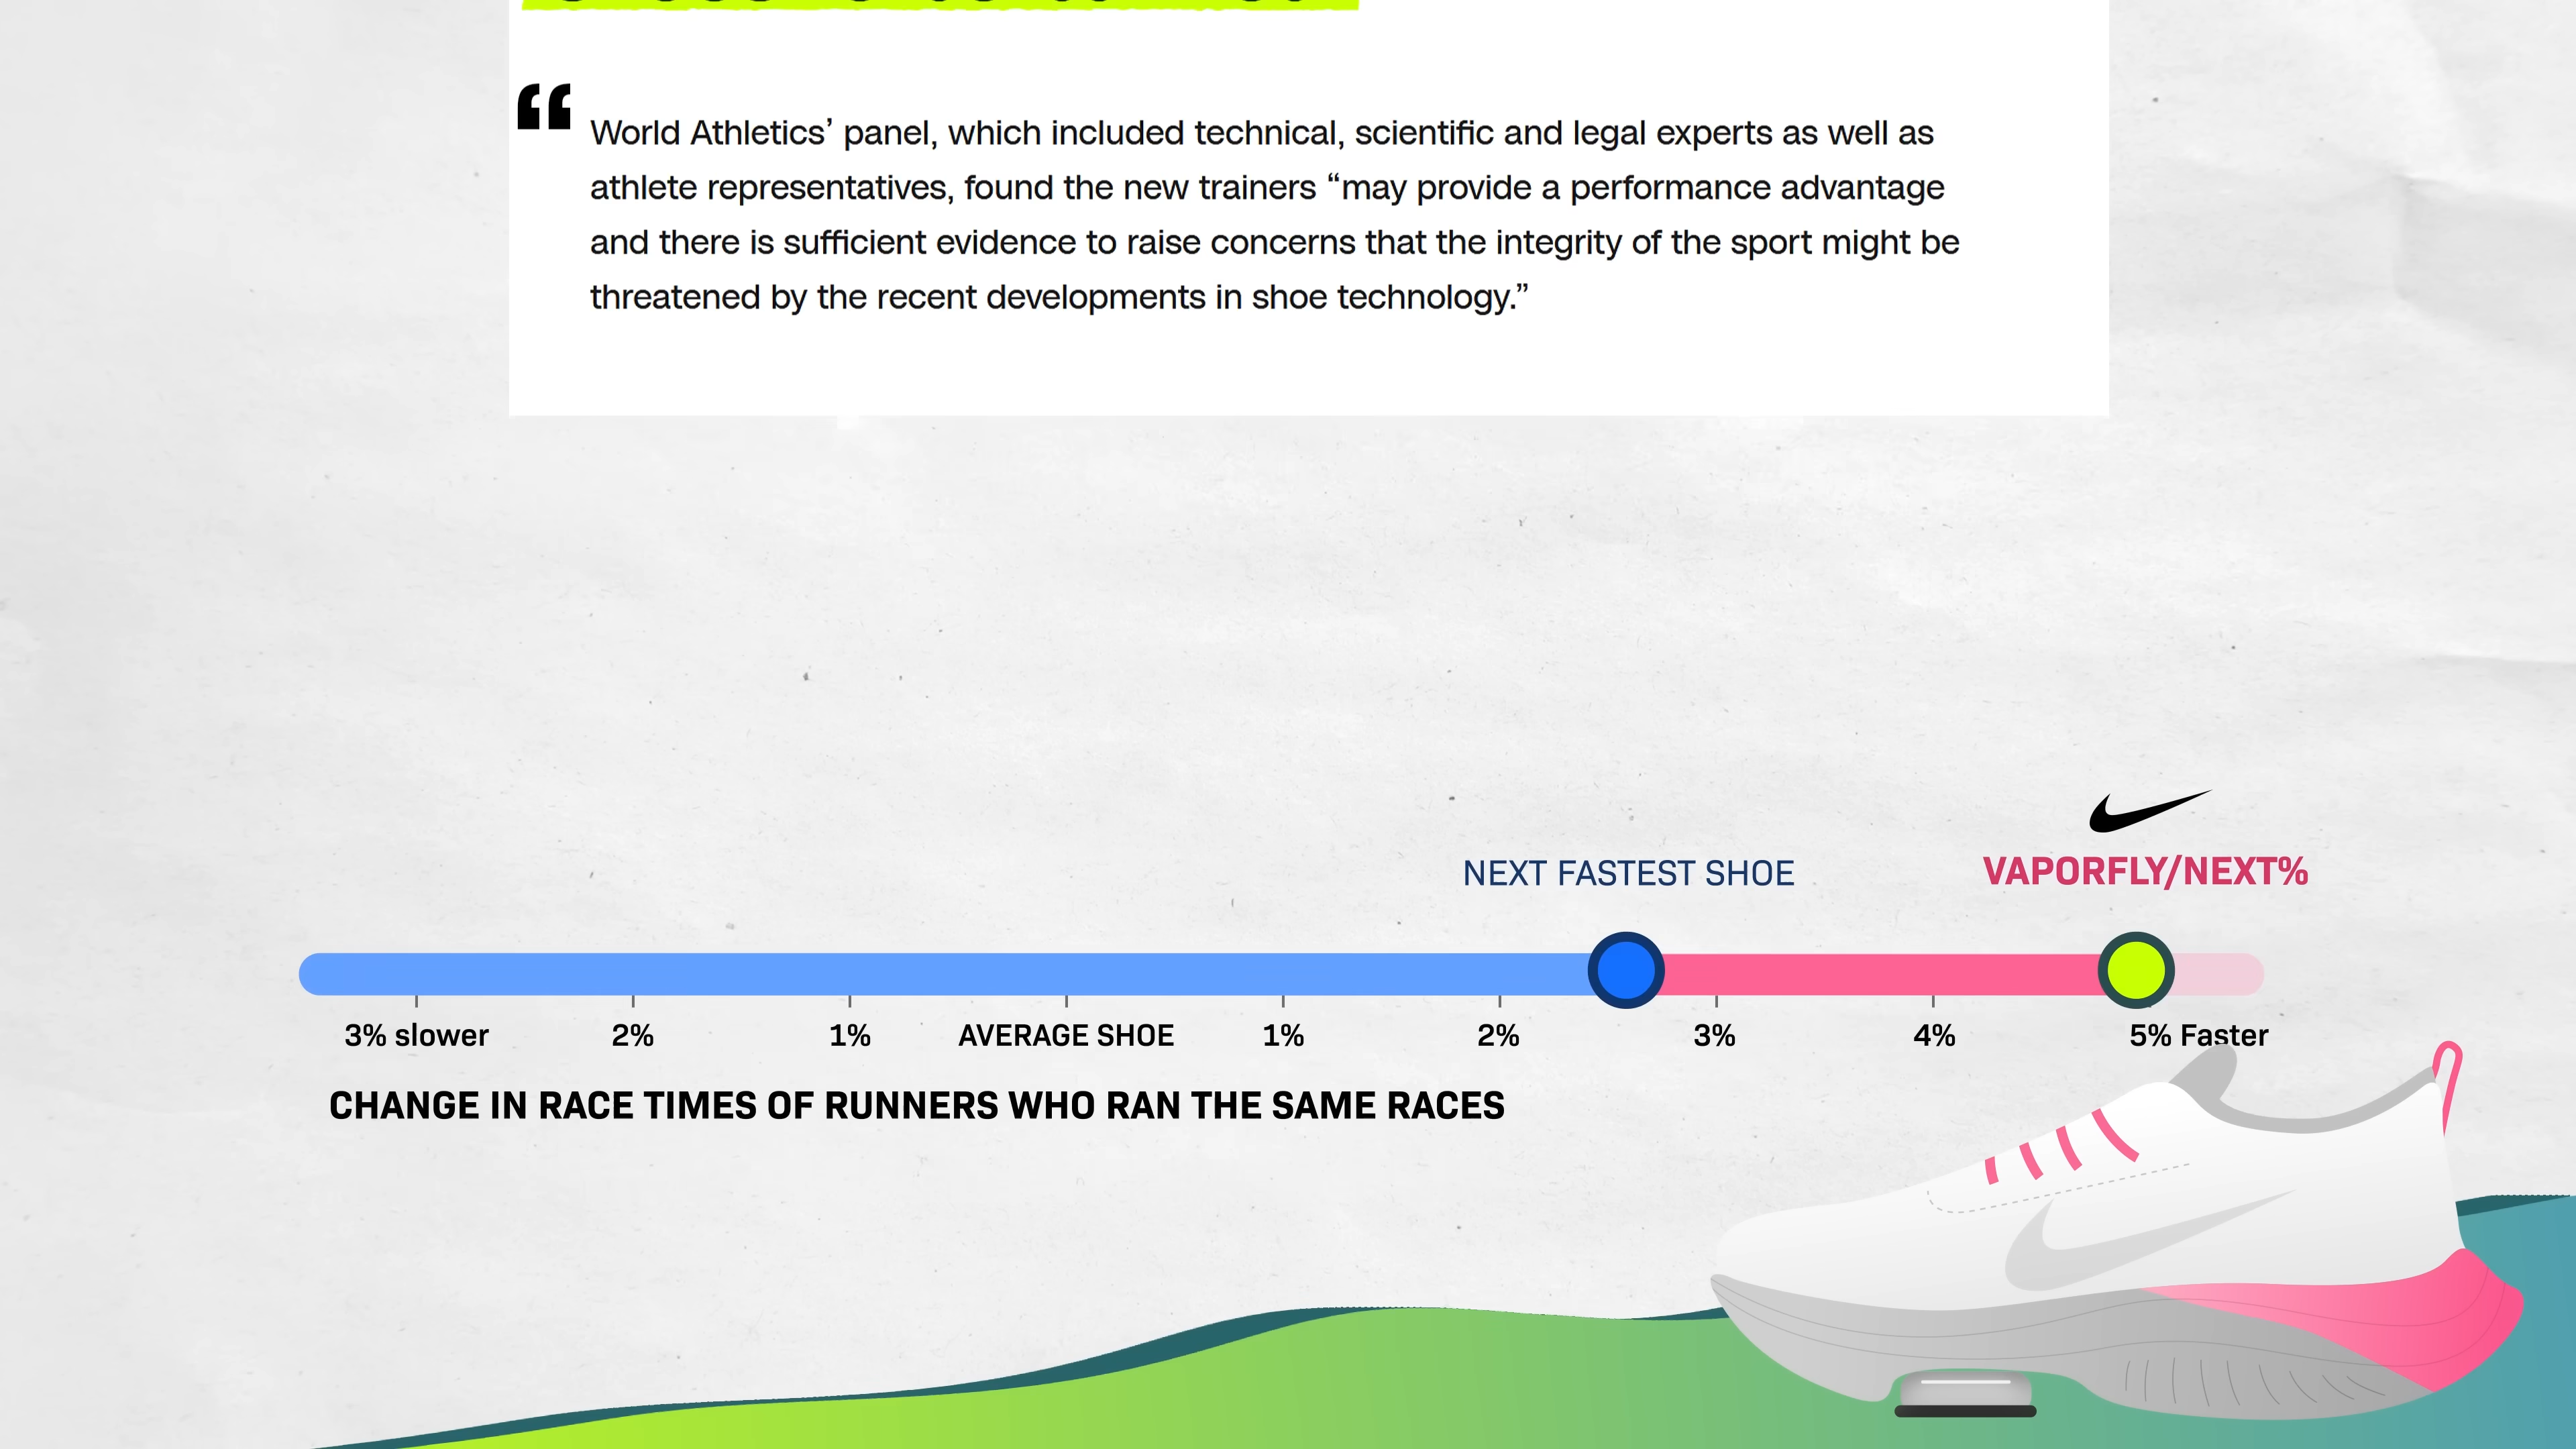 “
World Athletics’ panel, which included technical, scientific and legal experts as well as
athlete representatives, found the new trainers “may provide a performance advantage
and there is sufficient evidence to raise concerns that the integrity of the sport might be
threatened by the recent developments in shoe technology.”
NEXT FASTEST SHOE
VAPORFLY/NEXT%
3% slower
2%
1%
AVERAGE SHOE
1%
2%
3%
4%
5% Faster
CHANGE IN RACE TIMES OF RUNNERS WHO RAN THE SAME RACES